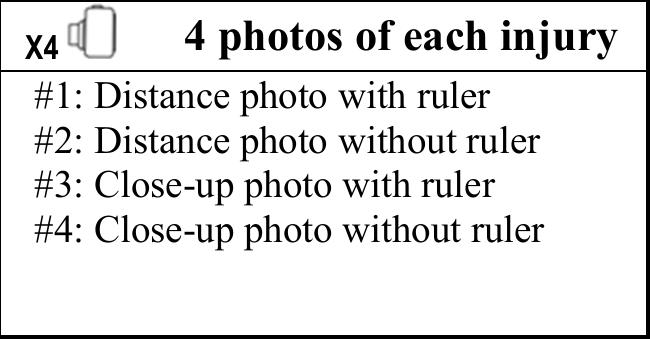 X4 4 photos of each injury
#1: Distance photo with ruler
#2: Distance photo without ruler
#3: Close-up photo with ruler
#4: Close-up photo without ruler